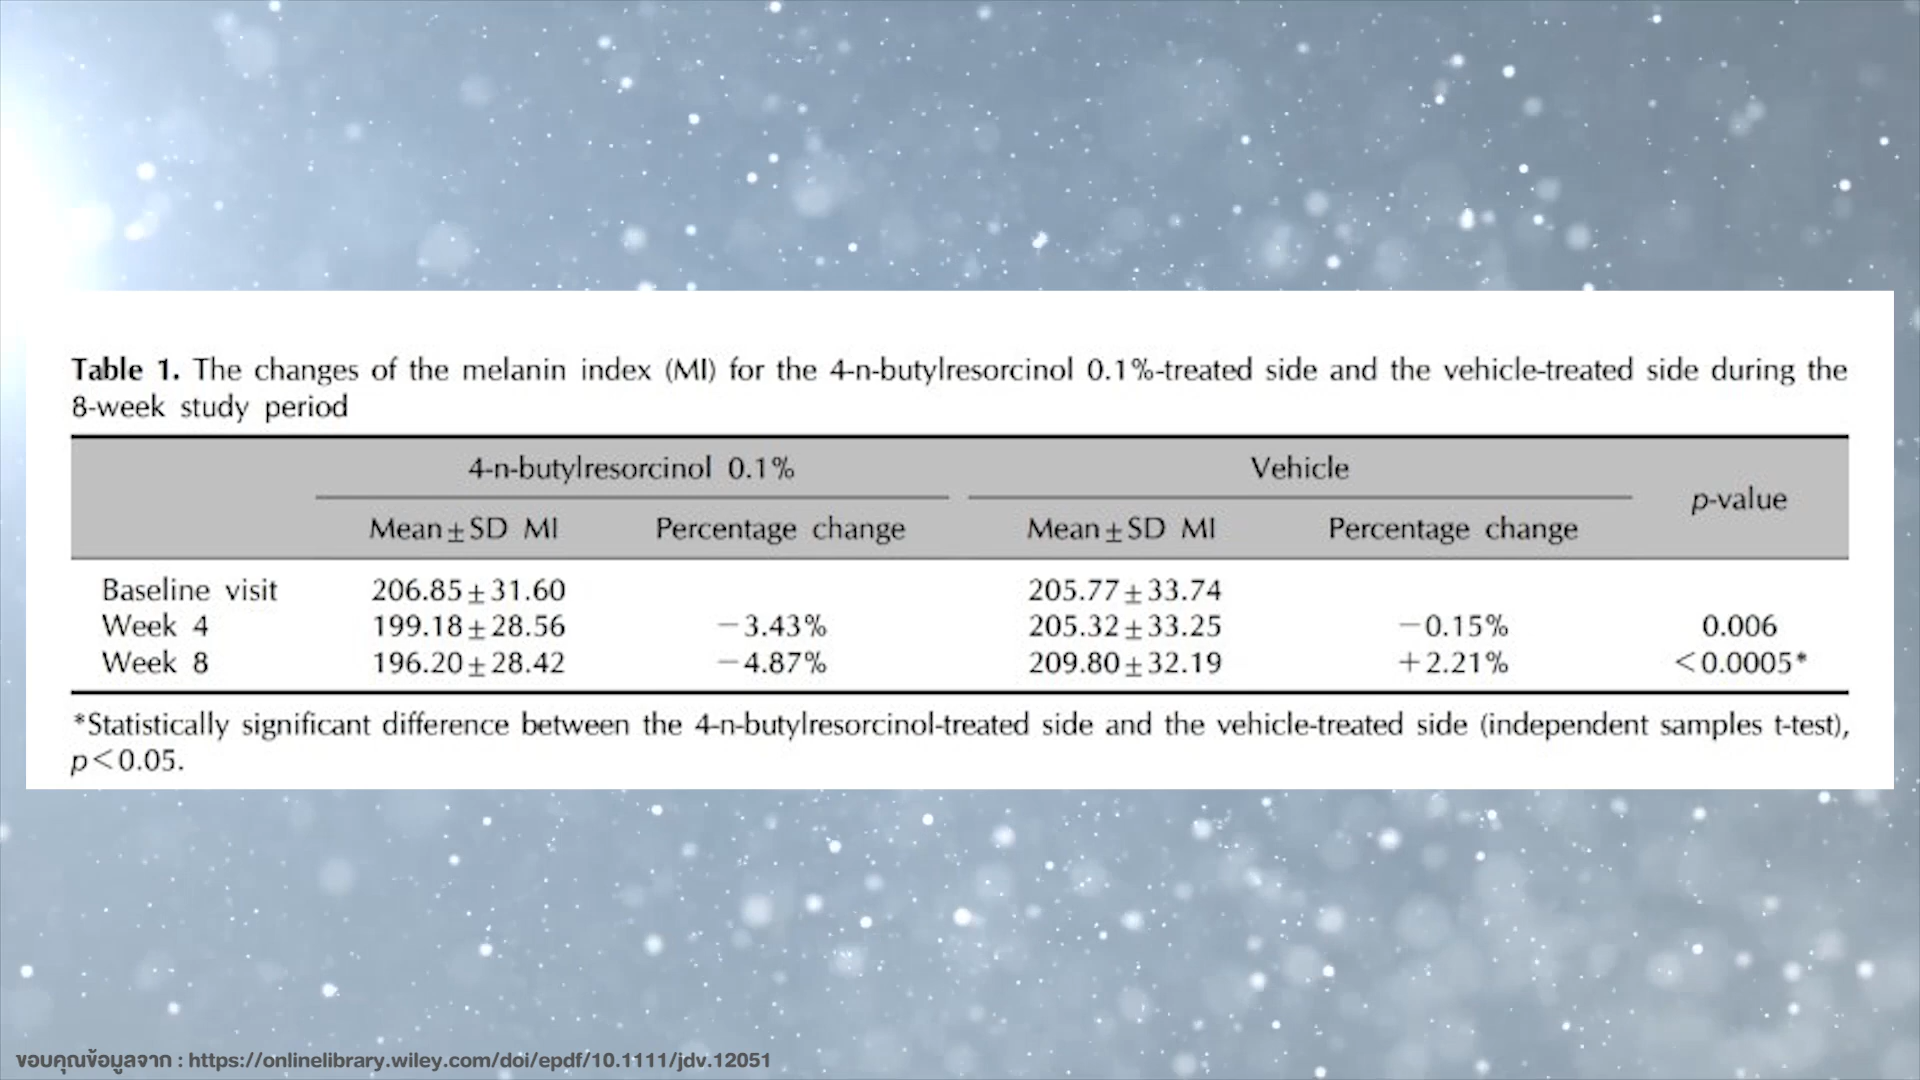 Table 1. The changes of the melanin index (MI) for the 4-n-butylresorcinol 0.1%-treated side and the vehicle-treated side during the
8-week study period
4-n-butylresorcinol 0.1% Vehicle p-value
Mean±SD MI Percentage change Mean±SD MI Percentage change
Baseline visit 206.85±31.60 205.77±33.74
Week 4 199.18±28.56 −3.43% 205.32±33.25 −0.15% 0.006
Week 8 196.20±28.42 −4.87% 209.80±32.19 +2.21% <0.0005*
*Statistically significant difference between the 4-n-butylresorcinol-treated side and the vehicle-treated side (independent samples t-test),
p<0.05.
ขอบคุณข้อมูลจาก : https://onlinelibrary.wiley.com/doi/epdf/10.1111/jdv.12051